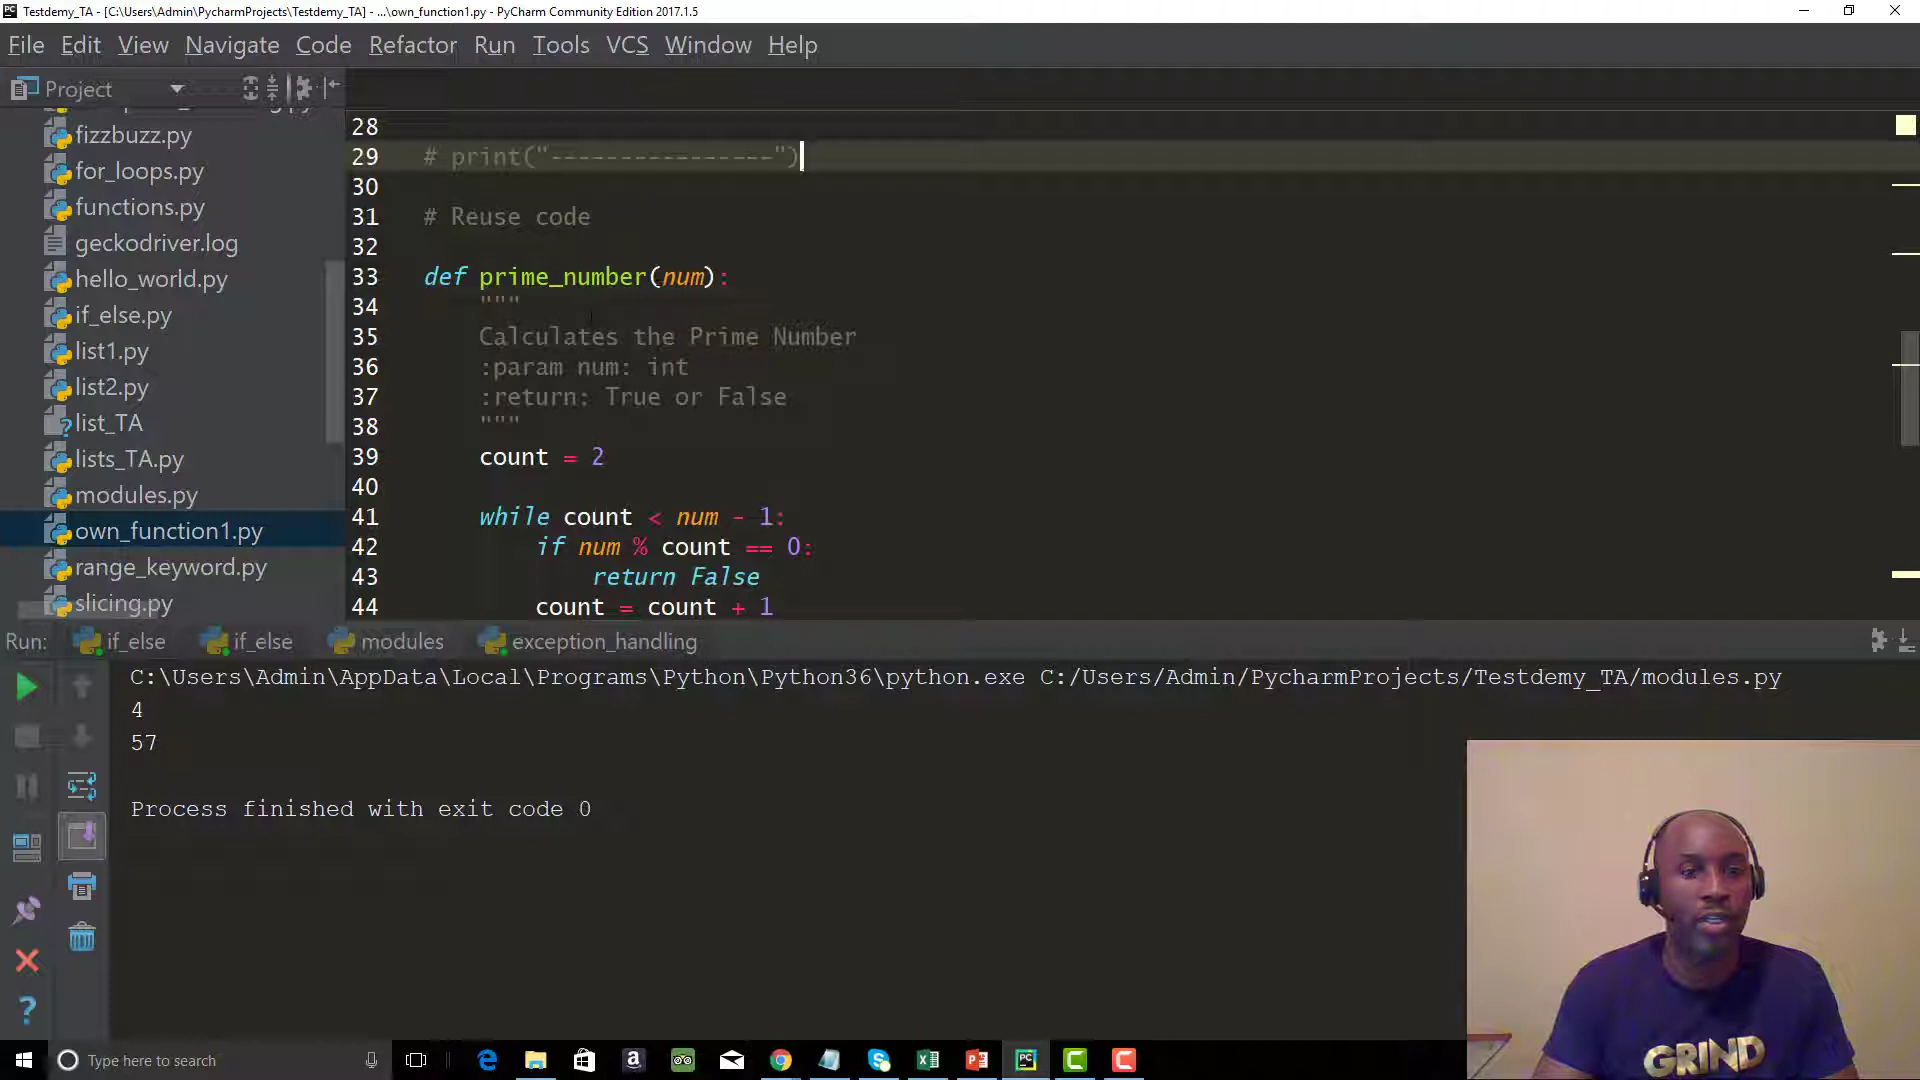 Testdemy_TA - [C:\Users\Admin\PycharmProjects\Testdemy_TA] - ...\own_function1.py - PyCharm Community Edition 2017.1.5
File Edit View Navigate Code Refactor Run Tools VCS Window Help
Project
fizzbuzz.py
for_loops.py
functions.py
geckodriver.log
hello_world.py
if_else.py
list1.py
list2.py
list_TA
lists_TA.py
modules.py
own_function1.py
range_keyword.py
slicing.py
28
29 # print("----------------")
30
31 # Reuse code
32
33 def prime_number(num):
34 """
35 Calculates the Prime Number
36 :param num: int
37 :return: True or False
38 """
39 count = 2
40
41 while count < num - 1:
42 if num % count == 0:
43 return False
44 count = count + 1
Run: if_else if_else modules exception_handling
C:\Users\Admin\AppData\Local\Programs\Python\Python36\python.exe C:/Users/Admin/PycharmProjects/Testdemy_TA/modules.py
4
57
Process finished with exit code 0
GRIND
Type here to search